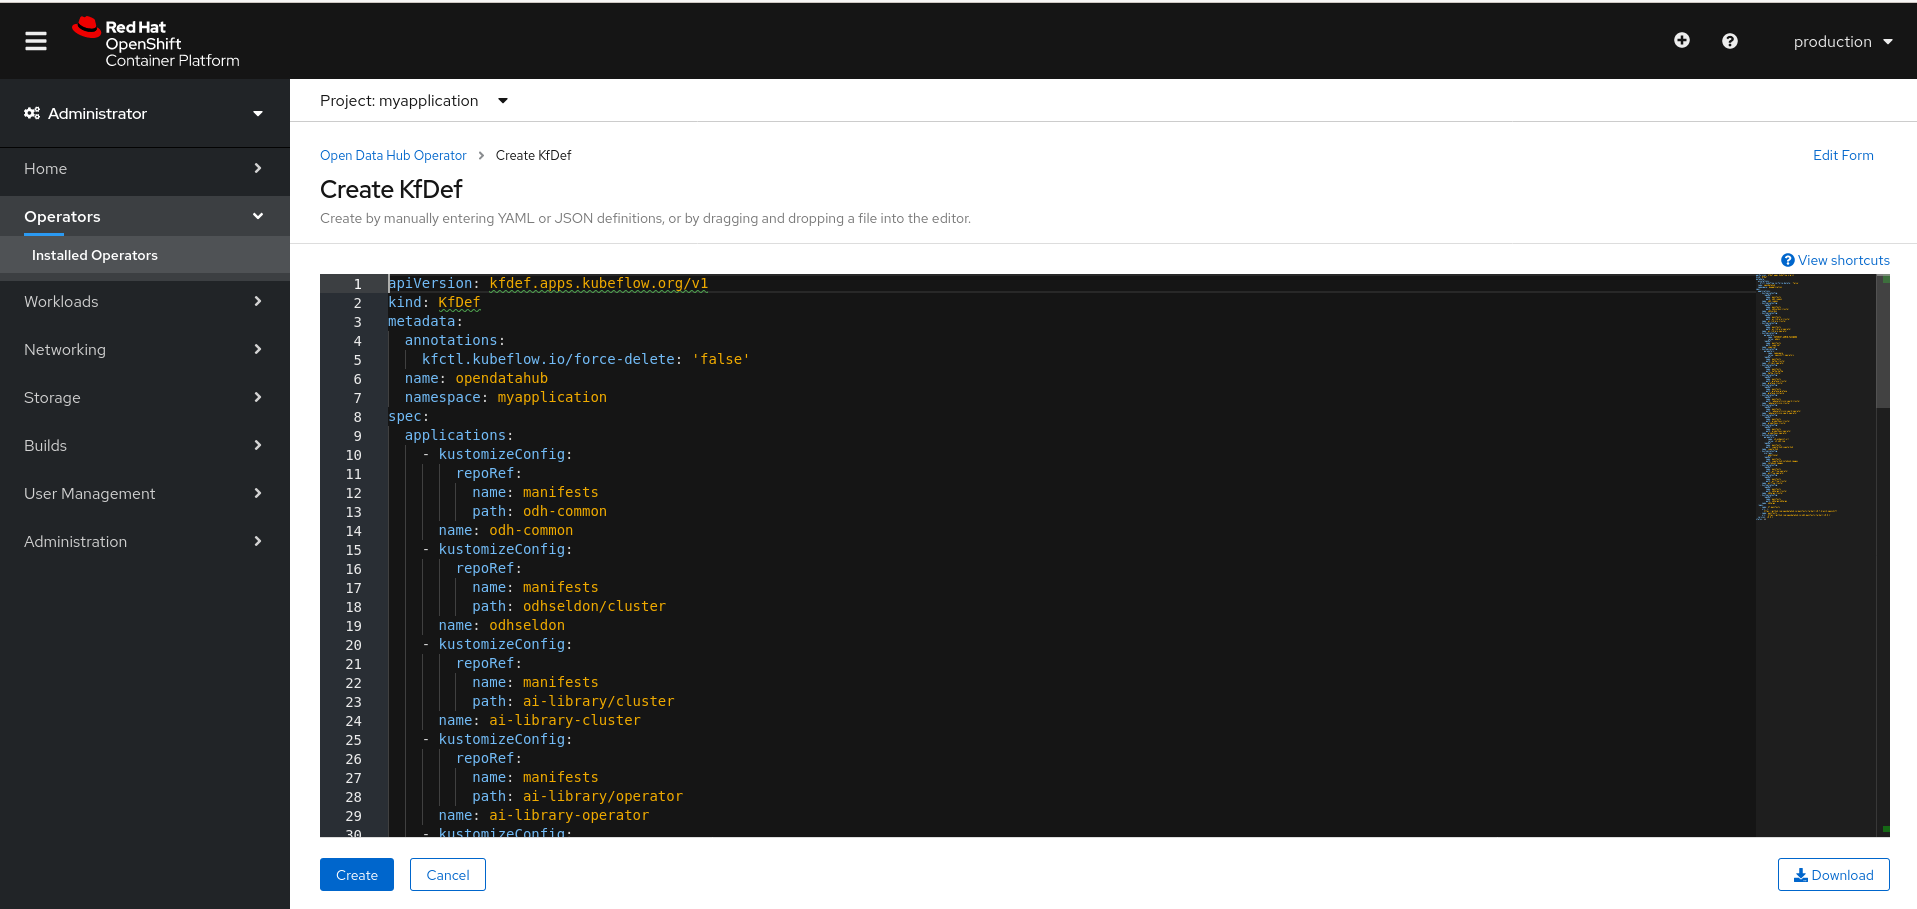 Red Hat
OpenShift
Container Platform
production
Administrator
Home
Operators
Installed Operators
Workloads
Networking
Storage
Builds
User Management
Administration
Project: myapplication
Open Data Hub Operator > Create KfDef
Edit Form
Create KfDef
Create by manually entering YAML or JSON definitions, or by dragging and dropping a file into the editor.
View shortcuts
1 apiVersion: kfdef.apps.kubeflow.org/v1
2 kind: KfDef
3 metadata:
4   annotations:
5     kfctl.kubeflow.io/force-delete: 'false'
6   name: opendatahub
7   namespace: myapplication
8 spec:
9   applications:
10     - kustomizeConfig:
11         repoRef:
12           name: manifests
13           path: odh-common
14       name: odh-common
15     - kustomizeConfig:
16         repoRef:
17           name: manifests
18           path: odhseldon/cluster
19       name: odhseldon
20     - kustomizeConfig:
21         repoRef:
22           name: manifests
23           path: ai-library/cluster
24       name: ai-library-cluster
25     - kustomizeConfig:
26         repoRef:
27           name: manifests
28           path: ai-library/operator
29       name: ai-library-operator
30     - kustomizeConfig:
Create
Cancel
Download